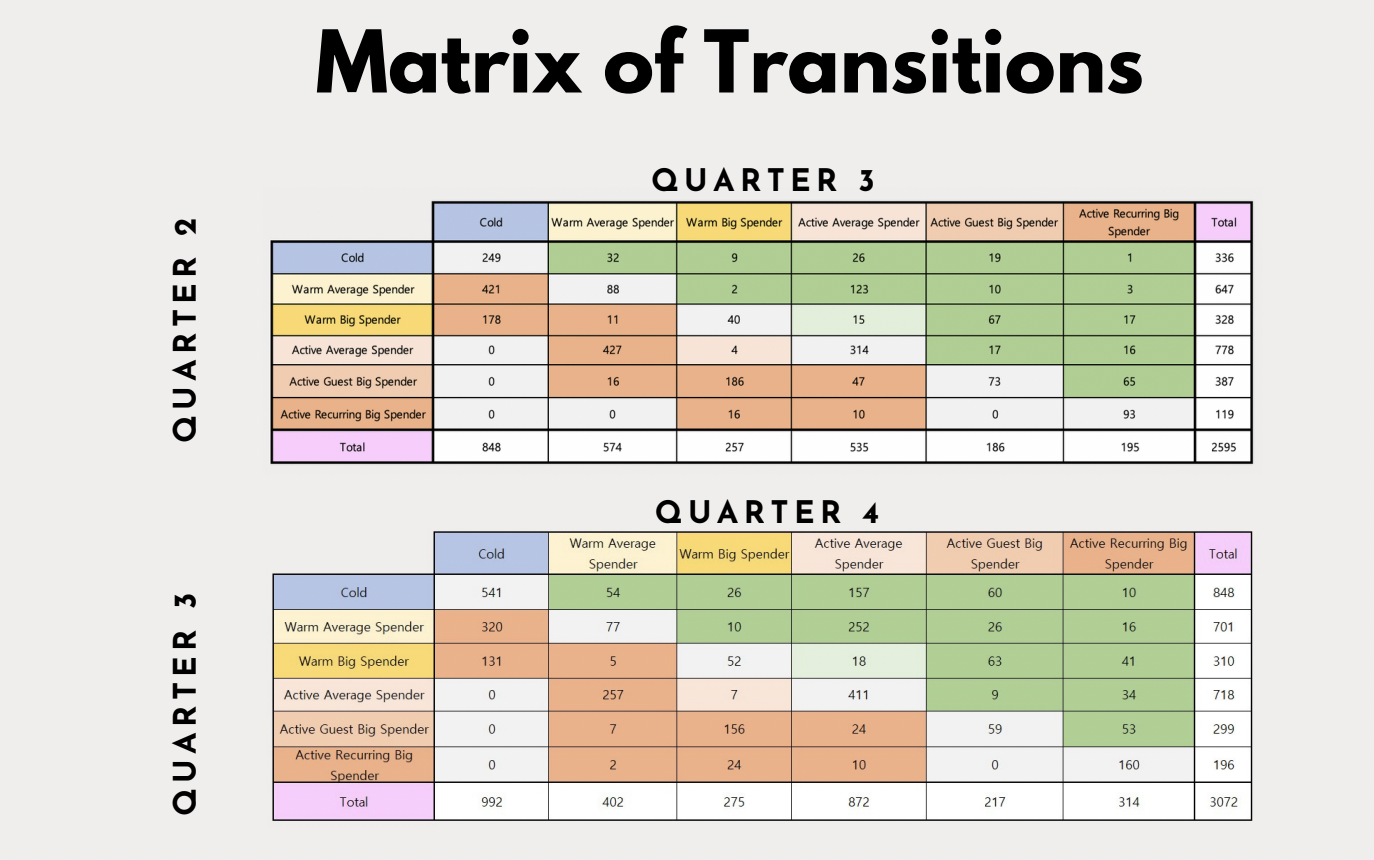 Matrix of Transitions
QUARTER 3
QUARTER 2
Cold Warm Average Spender Warm Big Spender Active Average Spender Active Guest Big Spender Active Recurring Big Spender Total
Cold 249 32 9 26 19 1 336
Warm Average Spender 421 88 2 123 10 3 647
Warm Big Spender 178 11 40 15 67 17 328
Active Average Spender 0 427 4 314 17 16 778
Active Guest Big Spender 0 16 186 47 73 65 387
Active Recurring Big Spender 0 0 16 10 0 93 119
Total 848 574 257 535 186 195 2595
QUARTER 4
QUARTER 3
Cold Warm Average Spender Warm Big Spender Active Average Spender Active Guest Big Spender Active Recurring Big Spender Total
Cold 541 54 26 157 60 10 848
Warm Average Spender 320 77 10 252 26 16 701
Warm Big Spender 131 5 52 18 63 41 310
Active Average Spender 0 257 7 411 9 34 718
Active Guest Big Spender 0 7 156 24 59 53 299
Active Recurring Big Spender 0 2 24 10 0 160 196
Total 992 402 275 872 217 314 3072